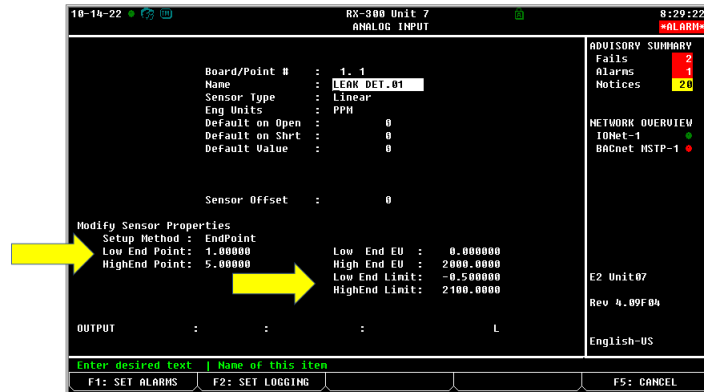 10-14-22 RX-300 Unit 7 8:29:22
ANALOG INPUT *ALARM*
ADVISORY SUMMARY
Fails 2
Alarms 1
Notices 20
NETWORK OVERVIEW
IONet-1
BACnet MSTP-1
Board/Point # : 1. 1
Name : LEAK DET.01
Sensor Type : Linear
Eng Units : PPM
Default on Open : 0
Default on Shrt : 0
Default Value : 0
Sensor Offset : 0
Modify Sensor Properties
Setup Method : EndPoint
Low End Point: 1.00000 Low End EU : 0.000000
HighEnd Point: 5.00000 High End EU : 2000.0000
Low End Limit: -0.500000
HighEnd Limit: 2100.0000
E2 Unit07
Rev 4.09F04
English-US
OUTPUT : : : L
Enter desired text | Name of this item
F1: SET ALARMS F2: SET LOGGING F5: CANCEL